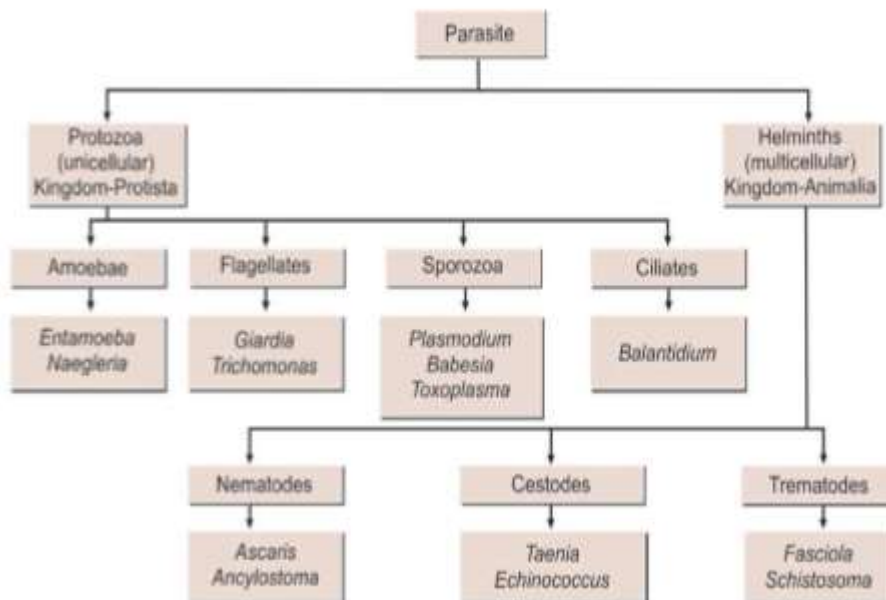 Parasite
Protozoa
(unicellular)
Kingdom-Protista
Helminths
(multicellular)
Kingdom-Animalia
Amoebae
Flagellates
Sporozoa
Ciliates
Entamoeba
Naegleria
Giardia
Trichomonas
Plasmodium
Babesia
Toxoplasma
Balantidium
Nematodes
Cestodes
Trematodes
Ascaris
Ancylostoma
Taenia
Echinococcus
Fasciola
Schistosoma